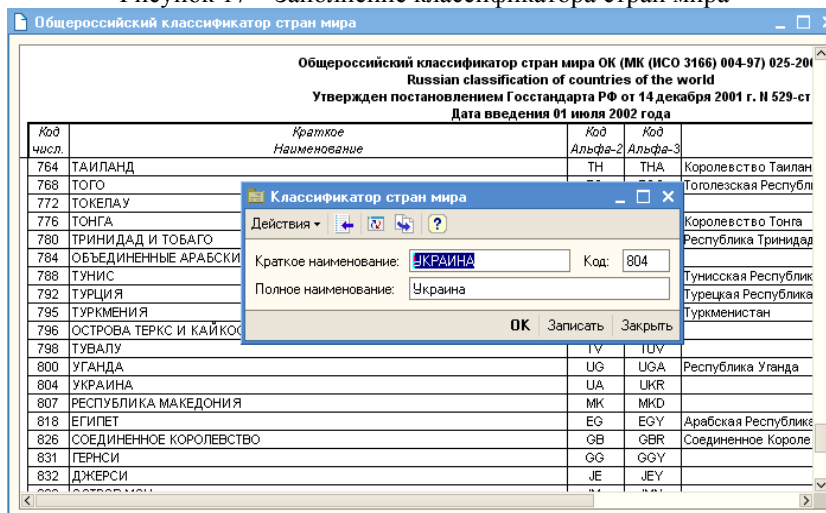 Рисунок 17 – Заполнение классификатора стран мира
Общероссийский классификатор стран мира
Общероссийский классификатор стран мира ОК (МК (ИСО 3166) 004-97) 025-200
Russian classification of countries of the world
Утвержден постановлением Госстандарта РФ от 14 декабря 2001 г. N 529-ст
Дата введения 01 июля 2002 года
Код числ. Краткое Наименование Код Альфа-2 Код Альфа-3
764 ТАИЛАНД TH THA Королевство Таилан
768 ТОГО Тоголезская Республи
772 ТОКЕЛАУ
776 ТОНГА Королевство Тонга
780 ТРИНИДАД И ТОБАГО Республика Тринидад
784 ОБЪЕДИНЕННЫЕ АРАБСКИ
788 ТУНИС Тунисская Республик
792 ТУРЦИЯ Турецкая Республика
795 ТУРКМЕНИЯ Туркменистан
796 ОСТРОВА ТЕРКС И КАЙКОС
798 ТУВАЛУ TV TUV
800 УГАНДА UG UGA Республика Уганда
804 УКРАИНА UA UKR
807 РЕСПУБЛИКА МАКЕДОНИЯ MK MKD
818 ЕГИПЕТ EG EGY Арабская Республика
826 СОЕДИНЕННОЕ КОРОЛЕВСТВО GB GBR Соединенное Короле
831 ГЕРНСИ GG GGY
832 ДЖЕРСИ JE JEY
Классификатор стран мира
Действия
Краткое наименование: УКРАИНА Код: 804
Полное наименование: Украина
OK Записать Закрыть